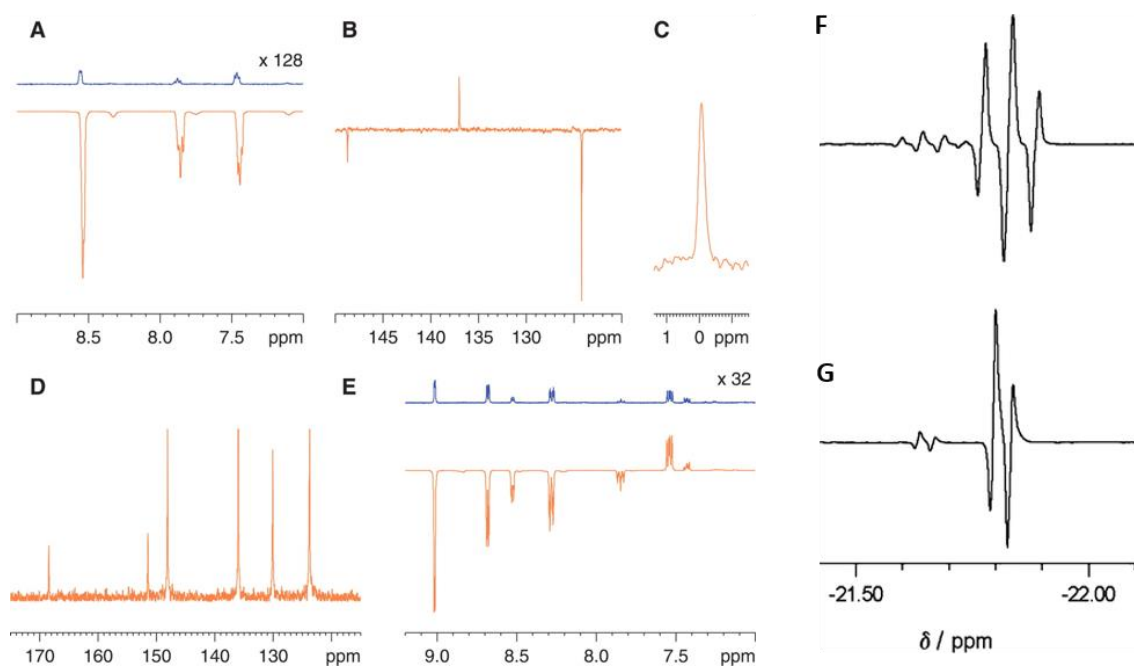 A
x 128
8.5 8.0 7.5 ppm
B
145 140 135 130 ppm
C
1 0 ppm
D
170 160 150 140 130 ppm
E
x 32
9.0 8.5 8.0 7.5 ppm
F
G
-21.50 -22.00
δ / ppm